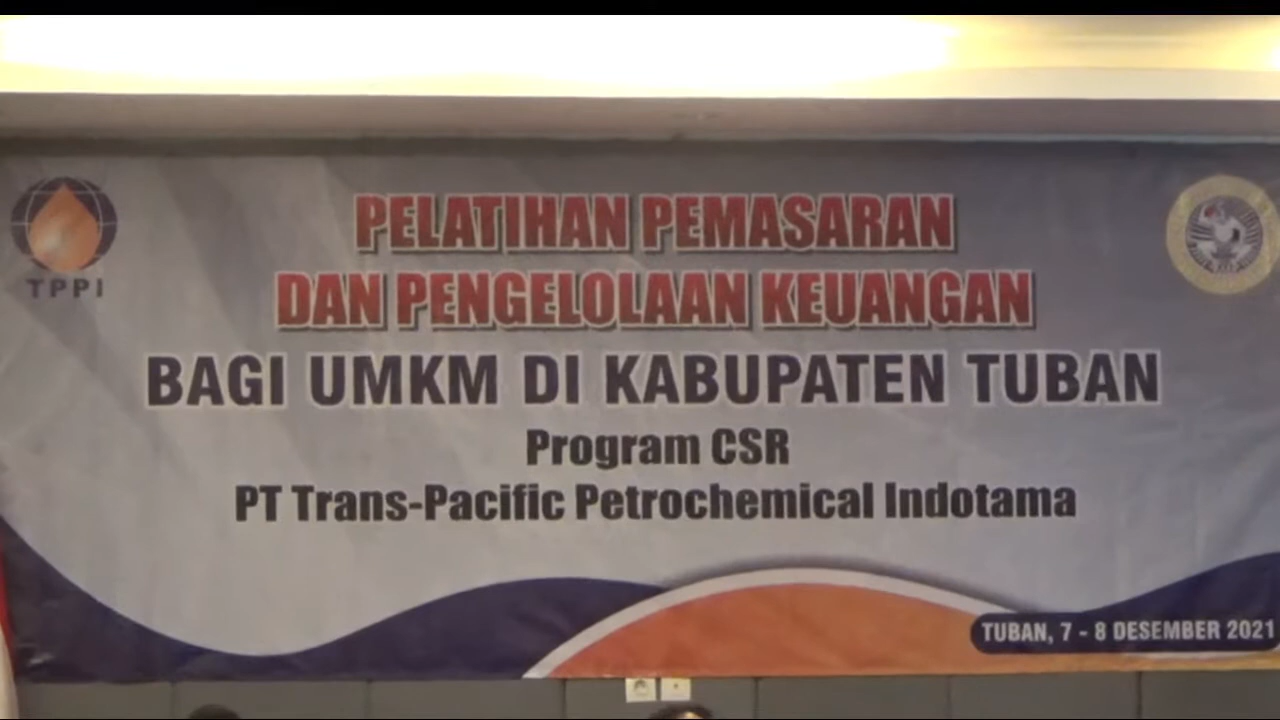 TPPI
PELATIHAN PEMASARAN
DAN PENGELOLAAN KEUANGAN
BAGI UMKM DI KABUPATEN TUBAN
Program CSR
PT Trans-Pacific Petrochemical Indotama
TUBAN, 7 - 8 DESEMBER 2021